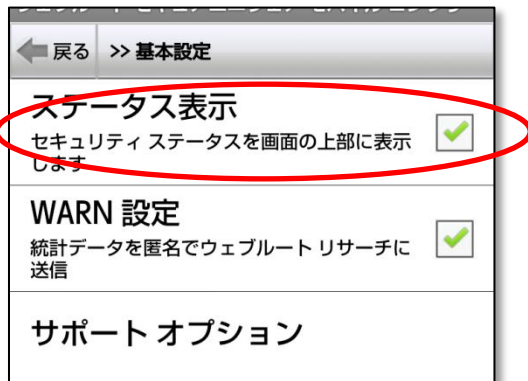 戻る >> 基本設定
ステータス表示
セキュリティ ステータスを画面の上部に表示
します
WARN 設定
統計データを匿名でウェブルート リサーチに
送信
サポート オプション